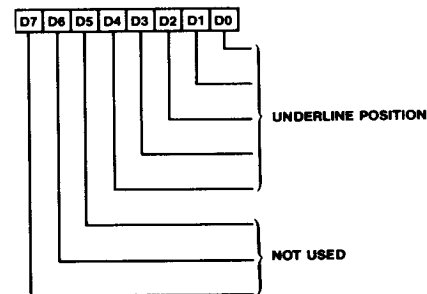 D7 D6 D5 D4 D3 D2 D1 D0
UNDERLINE POSITION
NOT USED